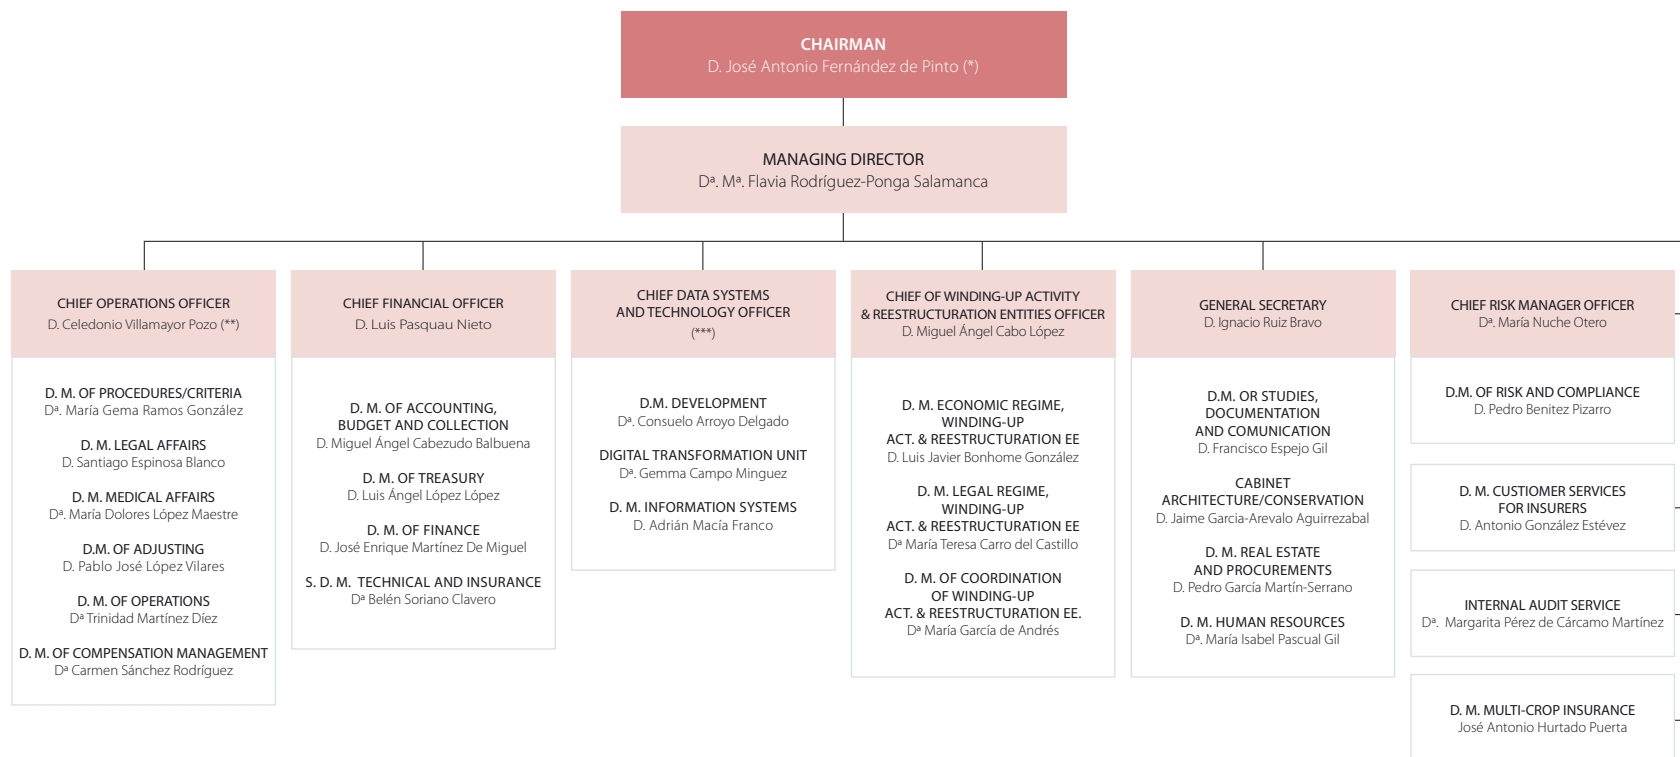 CHAIRMAN
D. José Antonio Fernández de Pinto (*)
MANAGING DIRECTOR
Dª. Mª. Flavia Rodríguez-Ponga Salamanca
CHIEF OPERATIONS OFFICER
D. Celedonio Villamayor Pozo (**)
D. M. OF PROCEDURES/CRITERIA
Dª. María Gema Ramos González
D. M. LEGAL AFFAIRS
D. Santiago Espinosa Blanco
D. M. MEDICAL AFFAIRS
Dª. María Dolores López Maestre
D.M. OF ADJUSTING
D. Pablo José López Vilares
D. M. OF OPERATIONS
Dª Trinidad Martínez Díez
D. M. OF COMPENSATION MANAGEMENT
Dª Carmen Sánchez Rodríguez
CHIEF FINANCIAL OFFICER
D. Luis Pasquau Nieto
D. M. OF ACCOUNTING,
BUDGET AND COLLECTION
D. Miguel Ángel Cabezudo Balbuena
D. M. OF TREASURY
D. Luis Ángel López López
D. M. OF FINANCE
D. José Enrique Martínez De Miguel
S. D. M. TECHNICAL AND INSURANCE
Dª Belén Soriano Clavero
CHIEF DATA SYSTEMS
AND TECHNOLOGY OFFICER
(***)
D.M. DEVELOPMENT
Dª. Consuelo Arroyo Delgado
DIGITAL TRANSFORMATION UNIT
Dª. Gemma Campo Minguez
D. M. INFORMATION SYSTEMS
D. Adrián Macía Franco
CHIEF OF WINDING-UP ACTIVITY
& REESTRUCTURATION ENTITIES OFFICER
D. Miguel Ángel Cabo López
D. M. ECONOMIC REGIME,
WINDING-UP
ACT. & REESTRUCTURATION EE
D. Luis Javier Bonhome González
D. M. LEGAL REGIME,
WINDING-UP
ACT. & REESTRUCTURATION EE
Dª María Teresa Carro del Castillo
D. M. OF COORDINATION
OF WINDING-UP
ACT. & REESTRUCTURATION EE.
Dª María García de Andrés
GENERAL SECRETARY
D. Ignacio Ruiz Bravo
D.M. OR STUDIES,
DOCUMENTATION
AND COMUNICATION
D. Francisco Espejo Gil
CABINET
ARCHITECTURE/CONSERVATION
D. Jaime Garcia-Arevalo Aguirrezabal
D. M. REAL ESTATE
AND PROCUREMENTS
D. Pedro García Martín-Serrano
D. M. HUMAN RESOURCES
Dª. María Isabel Pascual Gil
CHIEF RISK MANAGER OFFICER
Dª. María Nuche Otero
D.M. OF RISK AND COMPLIANCE
D. Pedro Benitez Pizarro
D. M. CUSTOMER SERVICES
FOR INSURERS
D. Antonio González Estévez
INTERNAL AUDIT SERVICE
Dª. Margarita Pérez de Cárcamo Martínez
D. M. MULTI-CROP INSURANCE
José Antonio Hurtado Puerta